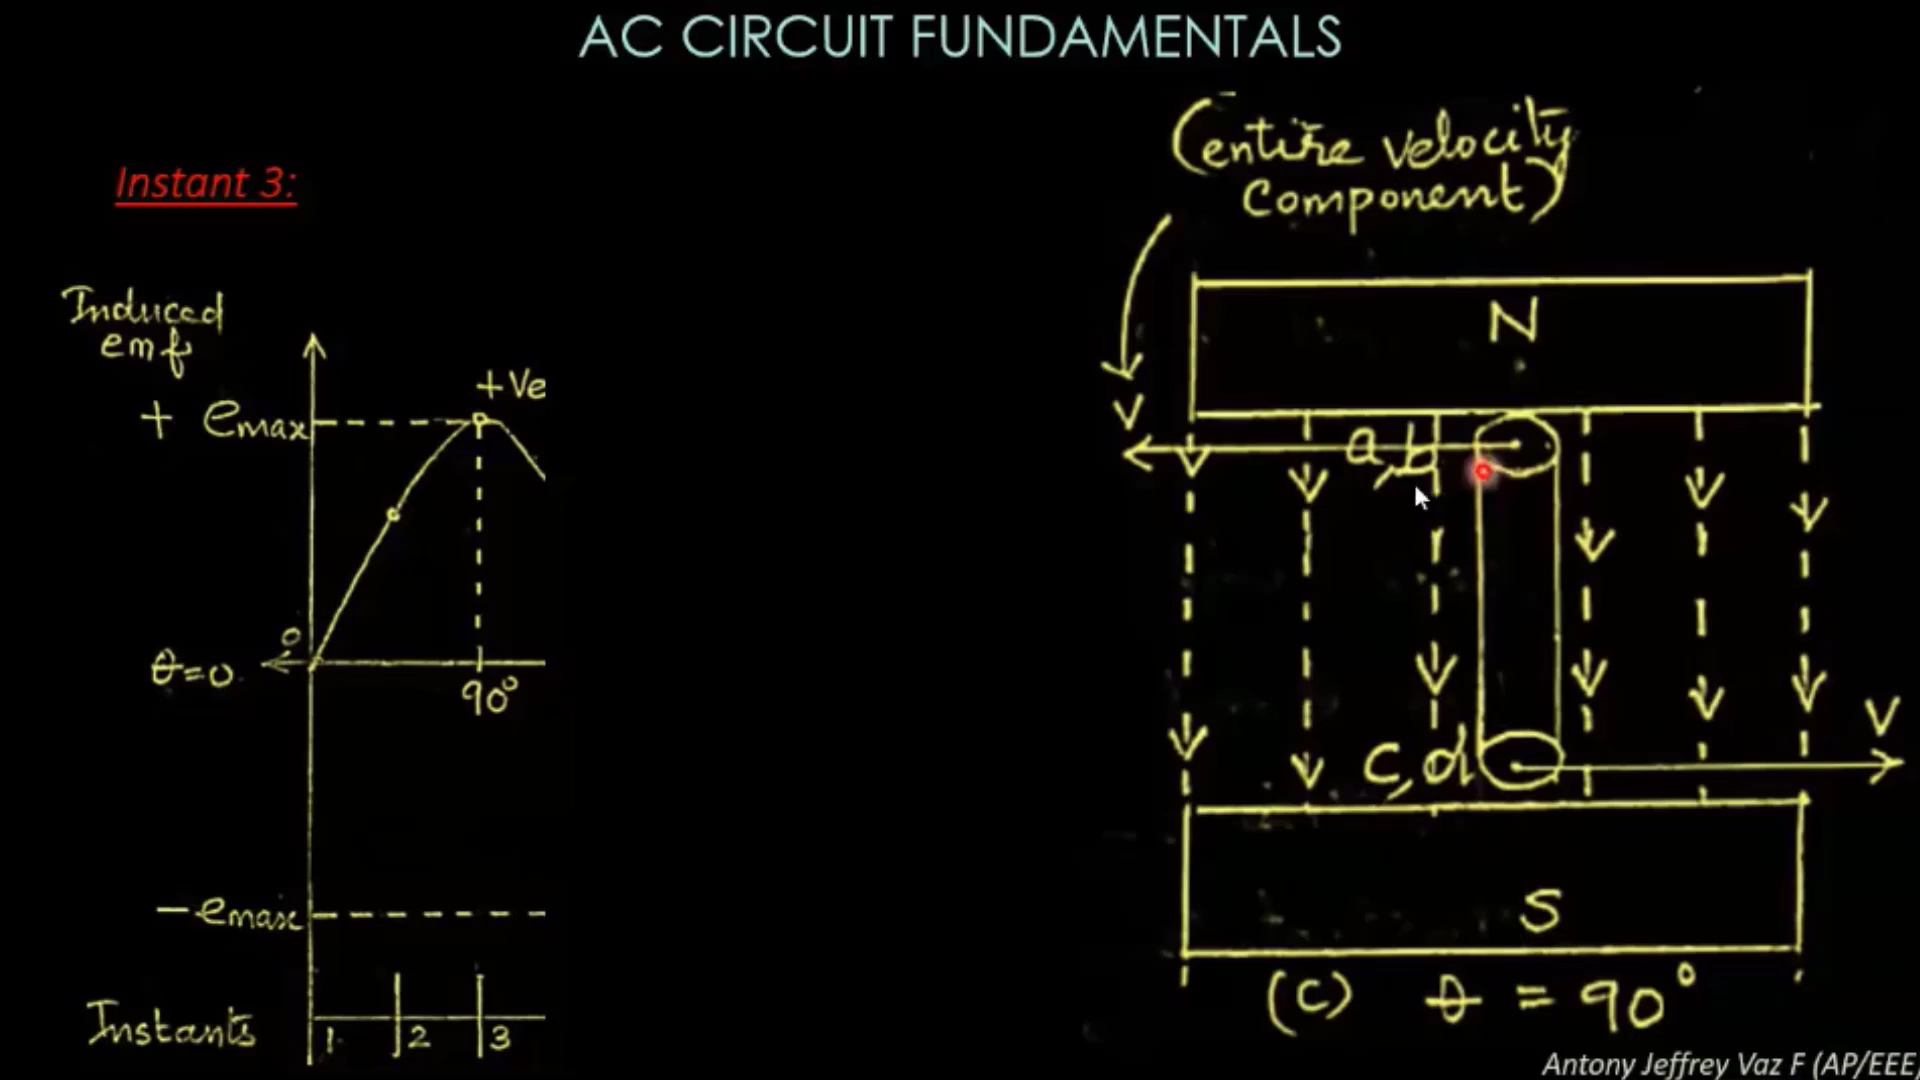 AC CIRCUIT FUNDAMENTALS
Instant 3:
Induced
emf
+ emax
+Ve
0
θ=0
90°
-emax
Instants
1 2 3
(entire velocity
component)
N
V
a,b
c,d
V
S
(C) θ = 90°
Antony Jeffrey Vaz F (AP/EEE)